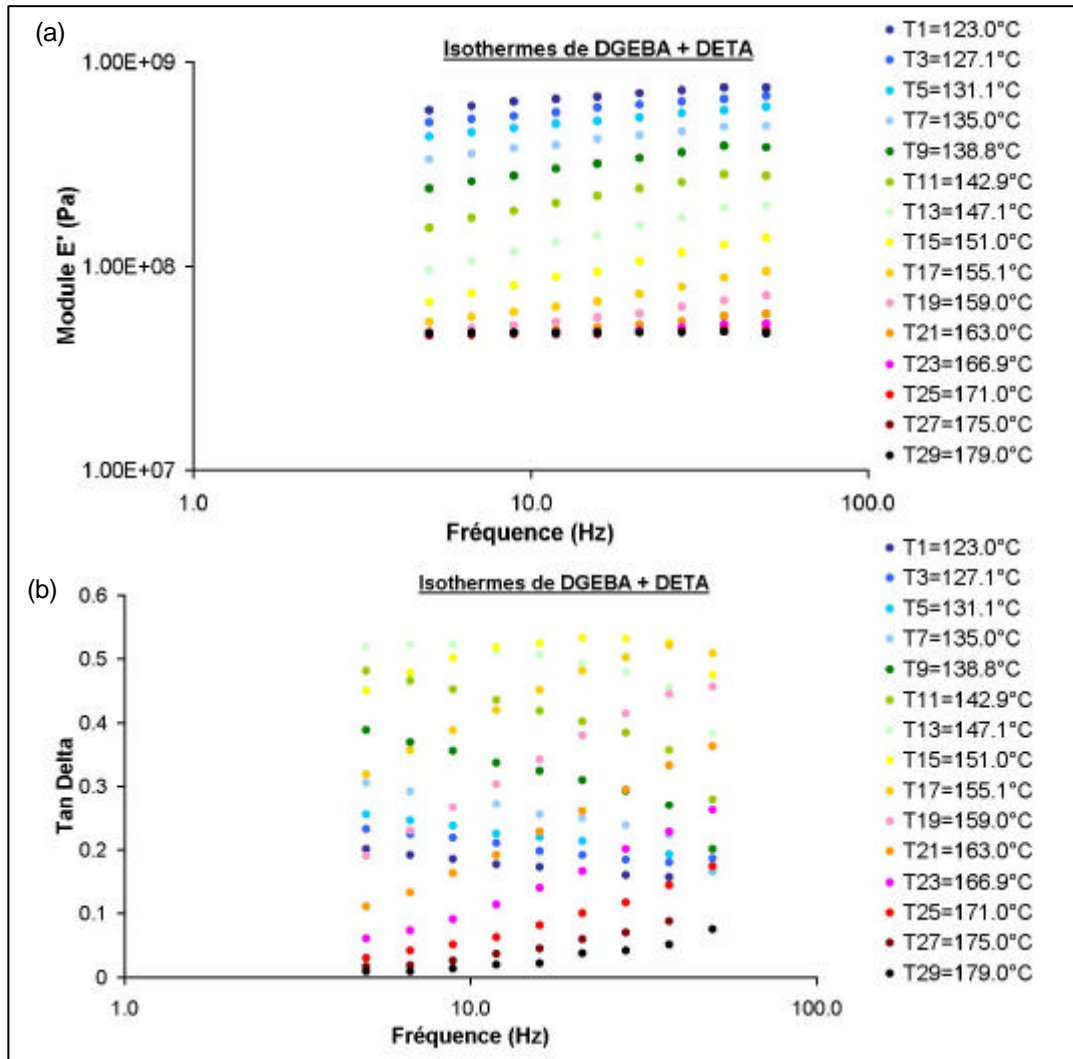 (a)
Isothermes de DGEBA + DETA
1.00E+09
1.00E+08
1.00E+07
Module E' (Pa)
1.0
10.0
100.0
Fréquence (Hz)
T1=123.0°C
T3=127.1°C
T5=131.1°C
T7=135.0°C
T9=138.8°C
T11=142.9°C
T13=147.1°C
T15=151.0°C
T17=155.1°C
T19=159.0°C
T21=163.0°C
T23=166.9°C
T25=171.0°C
T27=175.0°C
T29=179.0°C
(b)
Isothermes de DGEBA + DETA
0.6
0.5
0.4
0.3
0.2
0.1
0
Tan Delta
1.0
10.0
100.0
Fréquence (Hz)
T1=123.0°C
T3=127.1°C
T5=131.1°C
T7=135.0°C
T9=138.8°C
T11=142.9°C
T13=147.1°C
T15=151.0°C
T17=155.1°C
T19=159.0°C
T21=163.0°C
T23=166.9°C
T25=171.0°C
T27=175.0°C
T29=179.0°C